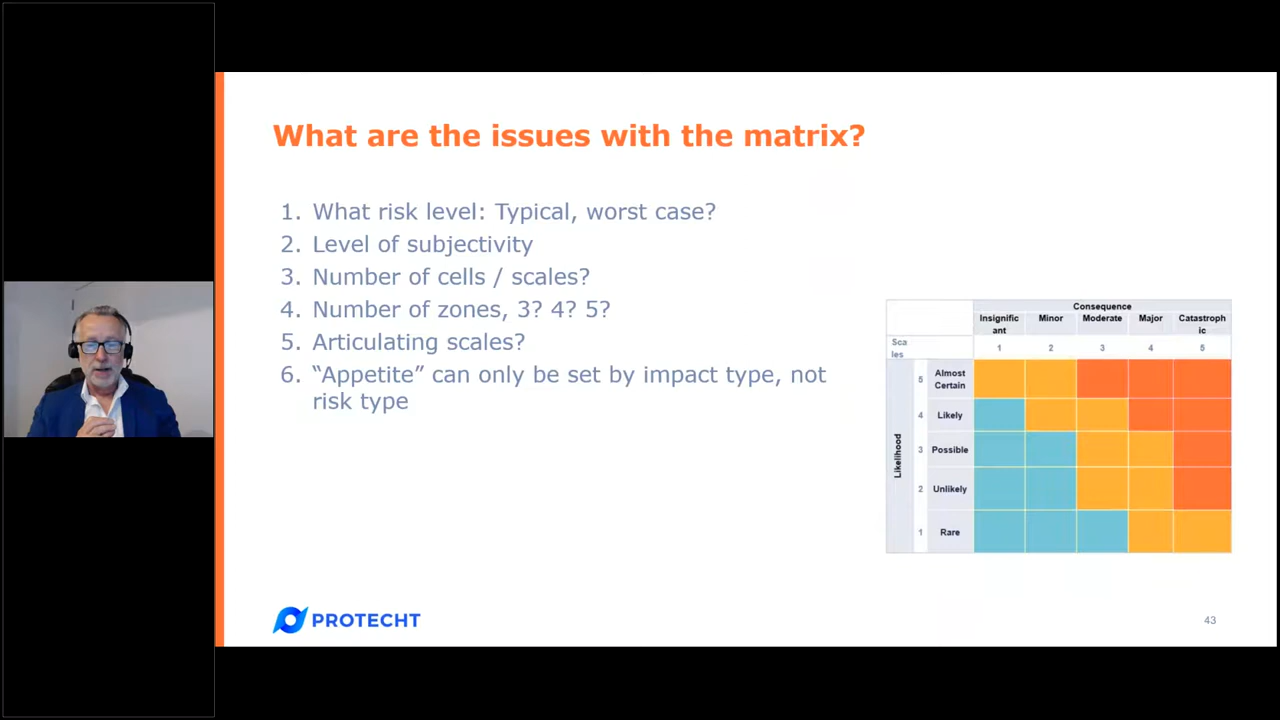 What are the issues with the matrix?
1. What risk level: Typical, worst case?
2. Level of subjectivity
3. Number of cells / scales?
4. Number of zones, 3? 4? 5?
5. Articulating scales?
6. “Appetite” can only be set by impact type, not
risk type
Consequence
Insignific
ant
Minor
Moderate
Major
Catastroph
ic
Sca
les
1 2 3 4 5
Likelihood
5 Almost
Certain
4 Likely
3 Possible
2 Unlikely
1 Rare
PROTECHT
43